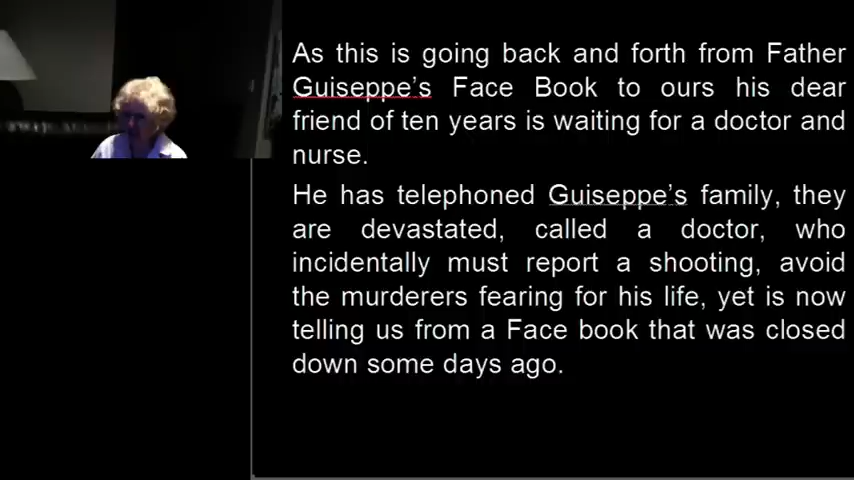 As this is going back and forth from Father
Guiseppe’s Face Book to ours his dear
friend of ten years is waiting for a doctor and
nurse.
He has telephoned Guiseppe’s family, they
are devastated, called a doctor, who
incidentally must report a shooting, avoid
the murderers fearing for his life, yet is now
telling us from a Face book that was closed
down some days ago.